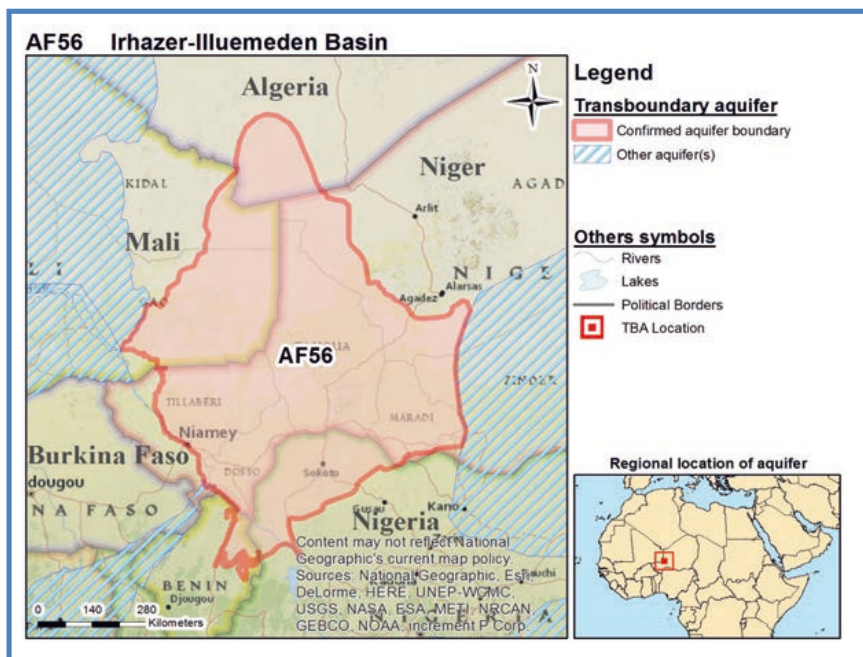 AF56 Irhazer-Illuemeden Basin
Algeria
N
Niger
KIDAL
AGAD
Arlit
Mali
NIGE
Alarsas
Agadez
GAO
AF56
ZINDER
TILLABERI
MARADI
Niamey
Burkina Faso
DOSSO
Sokoto
dougou
NA FASO
Gusau
Kano
Nigeria
Content may not reflect National
Geographic's current map policy.
Sources: National Geographic, Esri,
DeLorme, HERE, UNEP-WCMC,
USGS, NASA, ESA, METI, NRCAN,
GEBCO, NOAA, increment P Corp.
BENIN
Djougou
0 140 280
Kilometers
Legend
Transboundary aquifer
Confirmed aquifer boundary
Other aquifer(s)
Others symbols
Rivers
Lakes
Political Borders
TBA Location
Regional location of aquifer